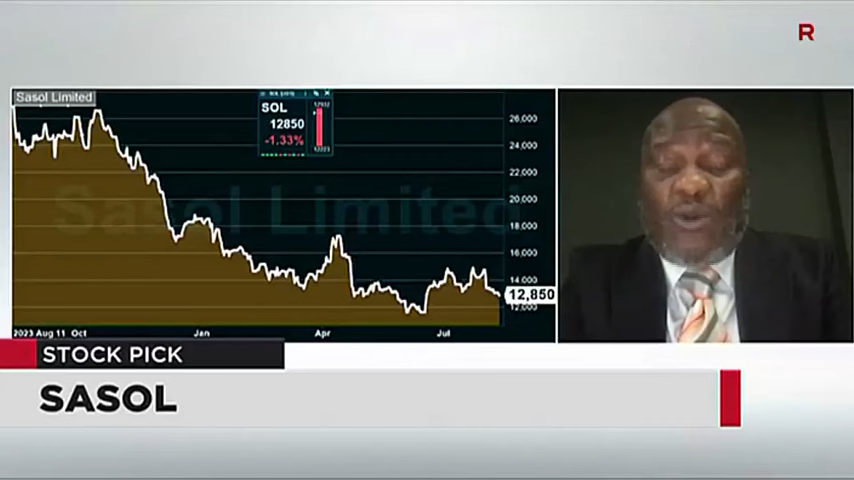 R
Sasol Limited
SOL
12850
-1.33%
Sasol Limited
26,000
24,000
22,000
20,000
18,000
16,000
14,000
12,850
12,000
2023 Aug 11 Oct Jan Apr Jul
STOCK PICK
SASOL